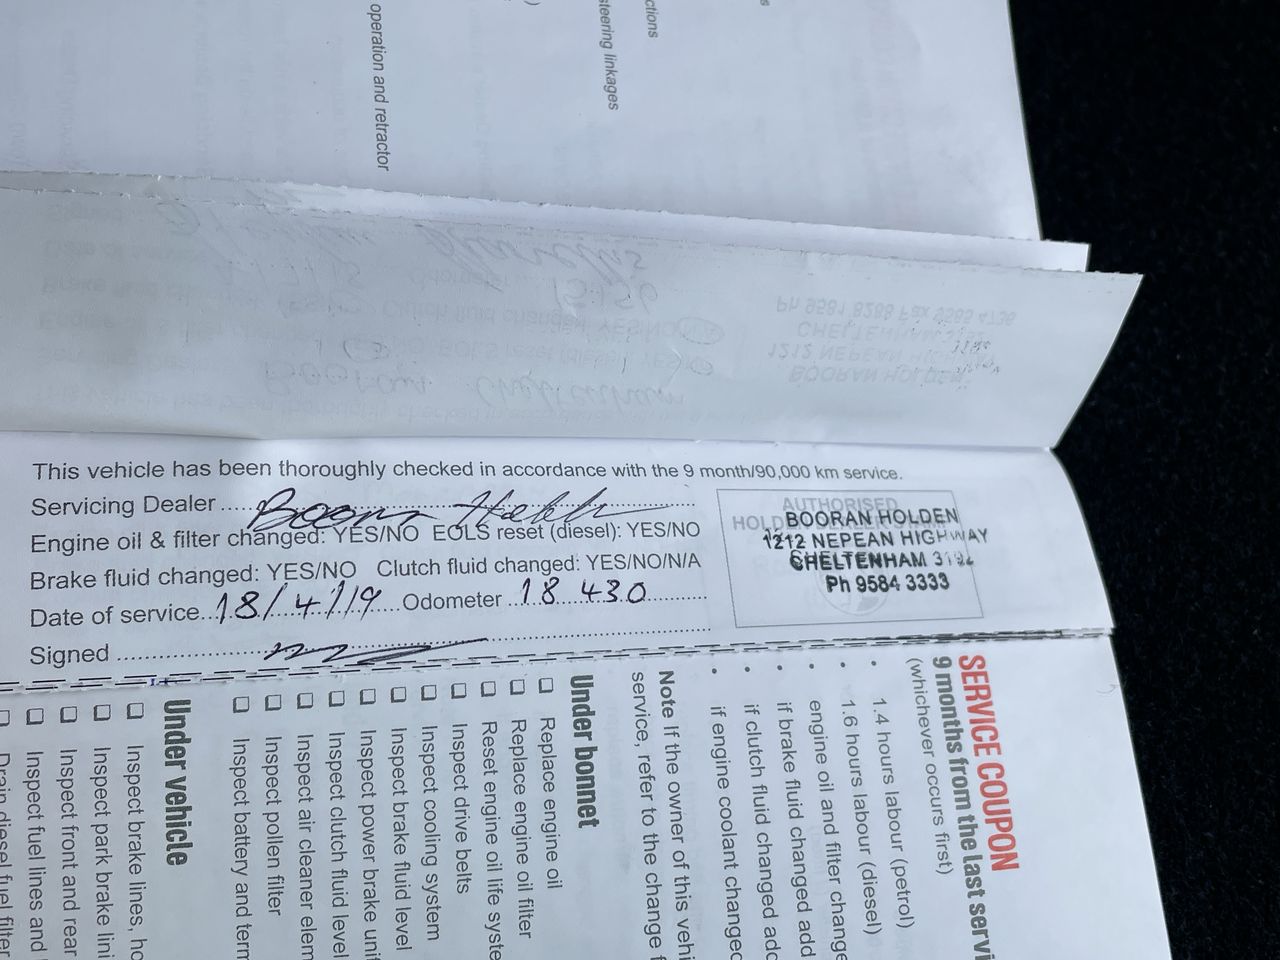 operation and retractor
steering linkages
ctions
This vehicle has been thoroughly checked in accordance with the 9 month/90,000 km service.
Servicing Dealer Booran Holden
Engine oil & filter changed: YES/NO EOLS reset (diesel): YES/NO
Brake fluid changed: YES/NO Clutch fluid changed: YES/NO/N/A
Date of service 18/4/19 Odometer 18 430
Signed
AUTHORISED
BOORAN HOLDEN
1212 NEPEAN HIGHWAY
CHELTENHAM 3192
Ph 9584 3333
SERVICE COUPON
9 months from the last servi
(whichever occurs first)
• 1.4 hours labour (petrol)
• 1.6 hours labour (diesel)
engine oil and filter change
• if brake fluid changed add
• if clutch fluid changed add
• if engine coolant changed
Note If the owner of this vehi
service, refer to the change f
Under bonnet
Replace engine oil
Replace engine oil filter
Reset engine oil life syste
Inspect drive belts
Inspect cooling system
Inspect brake fluid level
Inspect power brake unit
Inspect clutch fluid level
Inspect air cleaner elem
Inspect pollen filter
Inspect battery and term
Under vehicle
Inspect brake lines, ho
Inspect park brake lini
Inspect front and rear
Inspect fuel lines and
Drain diesel fuel filter